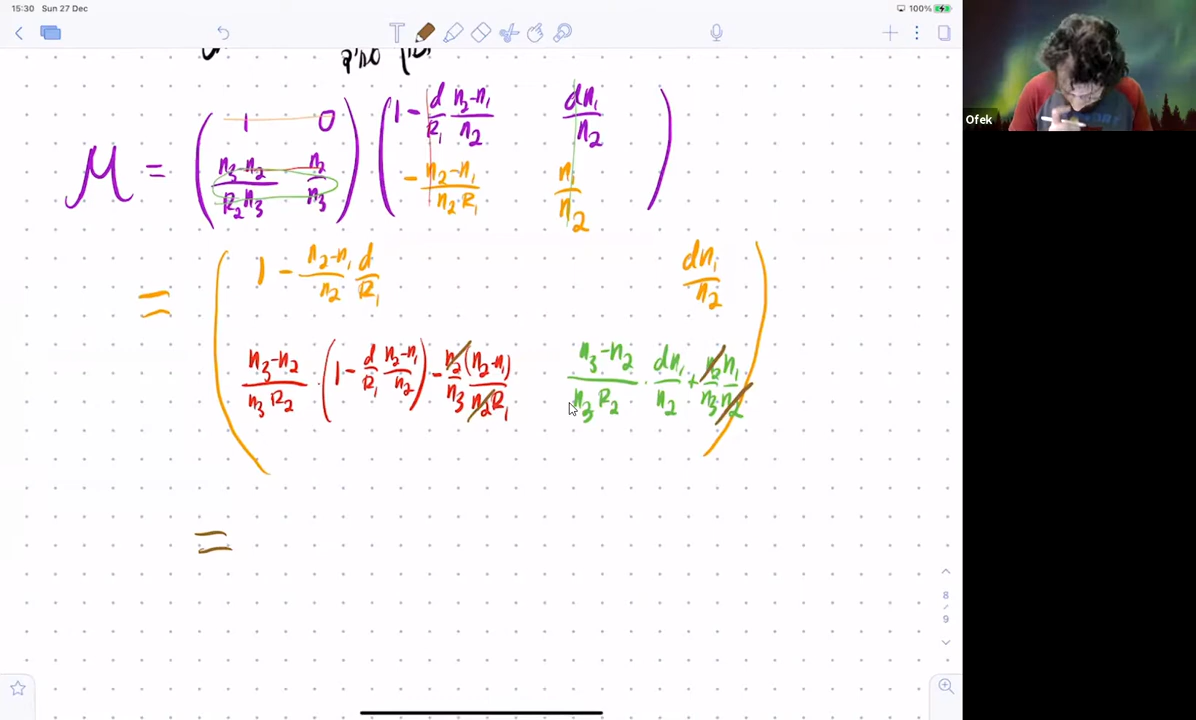 15:30 Sun 27 Dec
100%
T
Ofek
M = ( 1 0 ; (n3-n2)/(R2 n3) n2/n3 ) ( 1 - d/R1 (n2-n1)/n2 dn1/n2 ; - (n2-n1)/(n2 R1) n1/n2 )
= ( 1 - (n2-n1)/n2 d/R1 dn1/n2 ; (n3-n2)/(n3 R2) · (1 - d/R1 (n2-n1)/n2) - n2/n3 (n2-n1)/(n2 R1) (n3-n2)/(n3 R2) · dn1/n2 + n2 n1/(n3 n2) )
=
8
/
9